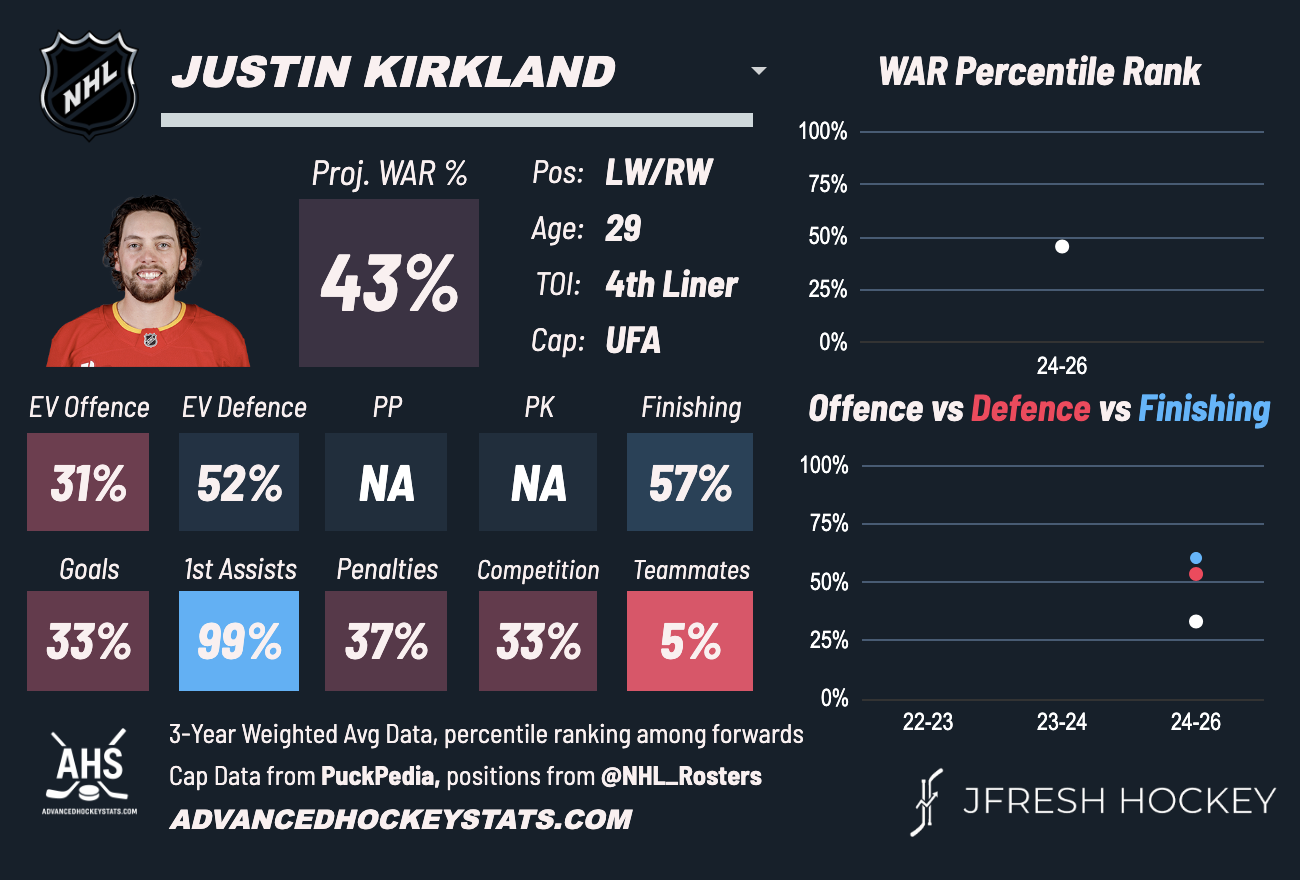 NHL
JUSTIN KIRKLAND
Proj. WAR %
43%
Pos: LW/RW
Age: 29
TOI: 4th Liner
Cap: UFA
EV Offence EV Defence PP PK Finishing
31% 52% NA NA 57%
Goals 1st Assists Penalties Competition Teammates
33% 99% 37% 33% 5%
WAR Percentile Rank
100%
75%
50%
25%
0%
24-26
Offence vs Defence vs Finishing
100%
75%
50%
25%
0%
22-23 23-24 24-26
AHS
ADVANCEDHOCKEYSTATS.COM
3-Year Weighted Avg Data, percentile ranking among forwards
Cap Data from PuckPedia, positions from @NHL_Rosters
ADVANCEDHOCKEYSTATS.COM
JFRESH HOCKEY